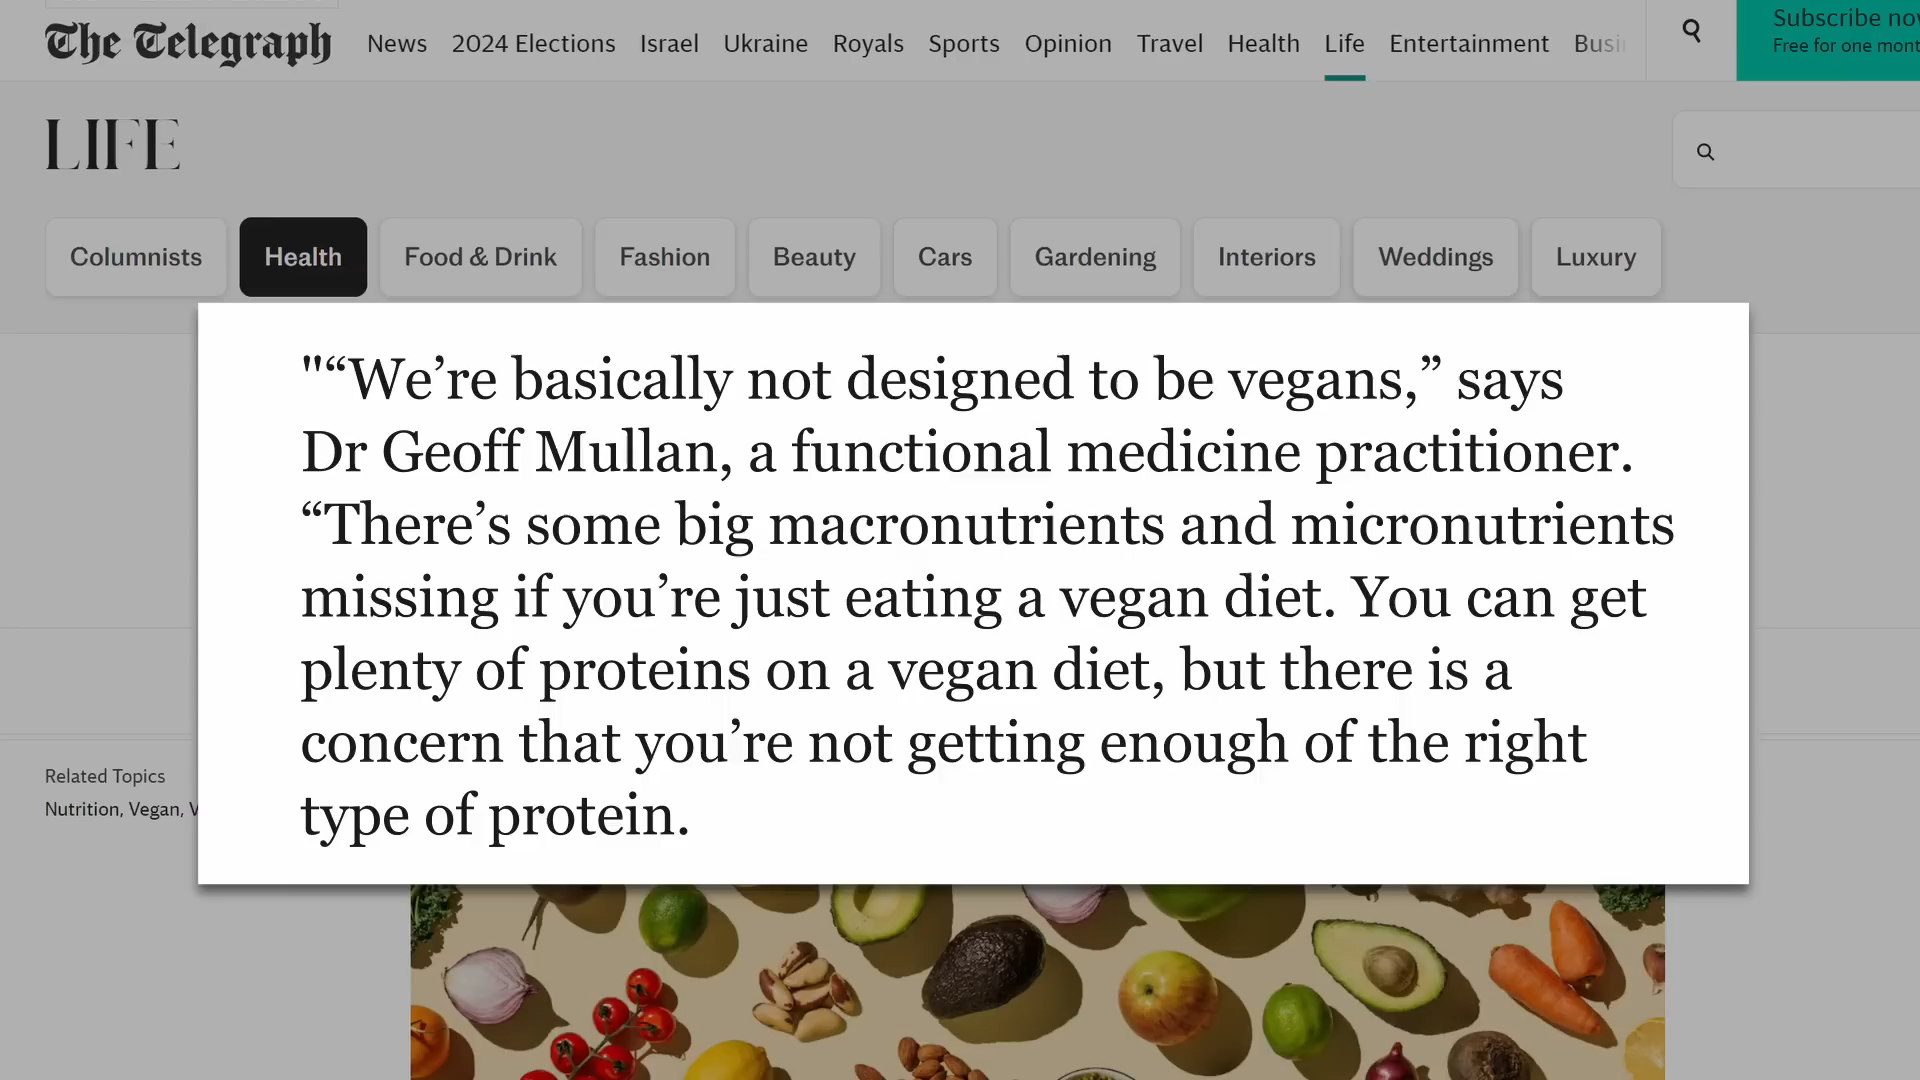 The Telegraph
News 2024 Elections Israel Ukraine Royals Sports Opinion Travel Health Life Entertainment
Subscribe
Free for one
LIFE
Columnists Health Food & Drink Fashion Beauty Cars Gardening Interiors Weddings Luxury
"“We’re basically not designed to be vegans,” says
Dr Geoff Mullan, a functional medicine practitioner.
“There’s some big macronutrients and micronutrients
missing if you’re just eating a vegan diet. You can get
plenty of proteins on a vegan diet, but there is a
concern that you’re not getting enough of the right
type of protein.
Related Topics
Nutrition, Vegan,